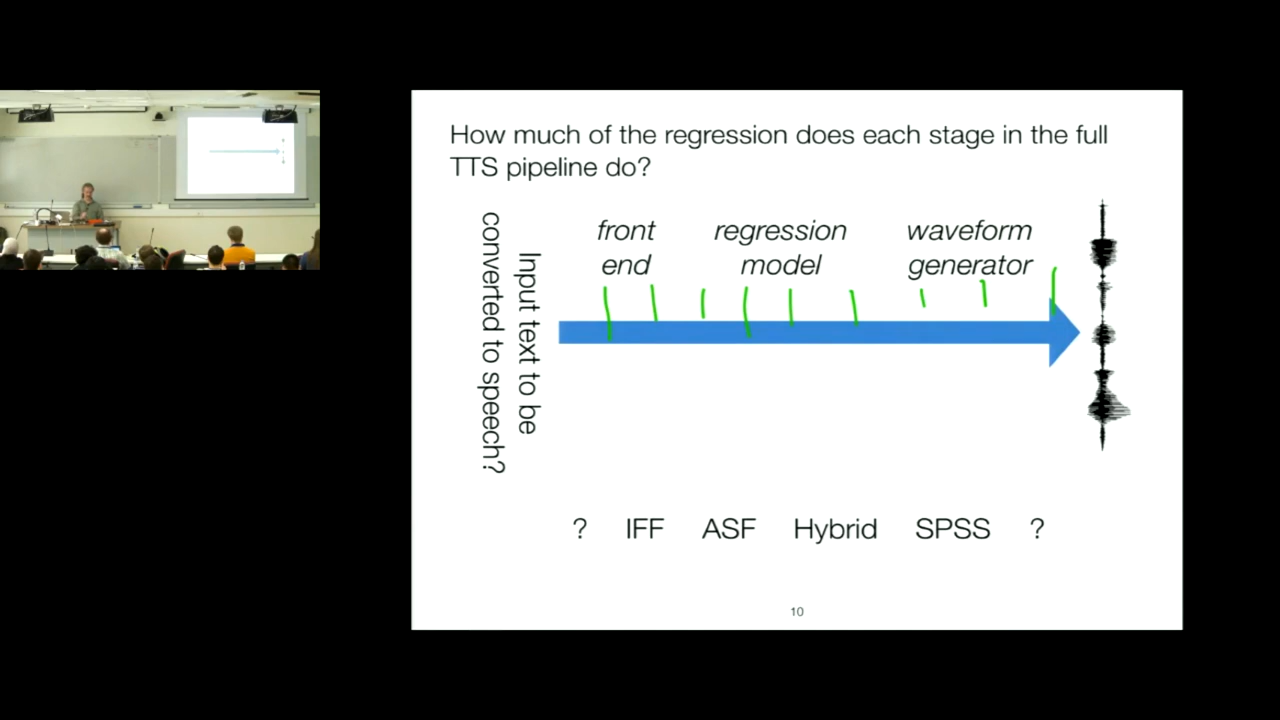 How much of the regression does each stage in the full
TTS pipeline do?
Input text to be
converted to speech?
front
end
regression
model
waveform
generator
? IFF ASF Hybrid SPSS ?
10